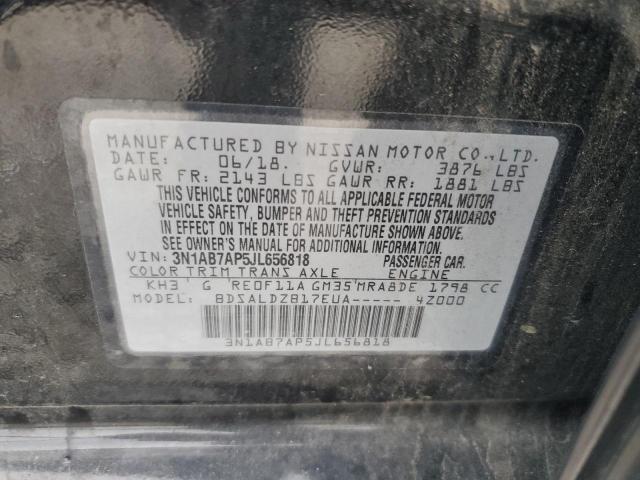 MANUFACTURED BY NISSAN MOTOR CO., LTD.
DATE: 06/18. GVWR: 3876 LBS
GAWR FR: 2143 LBS GAWR RR: 1881 LBS
THIS VEHICLE CONFORMS TO ALL APPLICABLE FEDERAL MOTOR
VEHICLE SAFETY, BUMPER AND THEFT PREVENTION STANDARDS
IN EFFECT ON THE DATE OF MANUFACTURE SHOWN ABOVE.
SEE OWNER'S MANUAL FOR ADDITIONAL INFORMATION.
VIN: 3N1AB7AP5JL656818 PASSENGER CAR.
COLOR TRIM TRANS AXLE ENGINE
KH3 G RE0F11A GM35 MRA8DE 1798 CC
MODEL BDSALDZB17EUA----- 4Z000
3N1AB7AP5JL656818